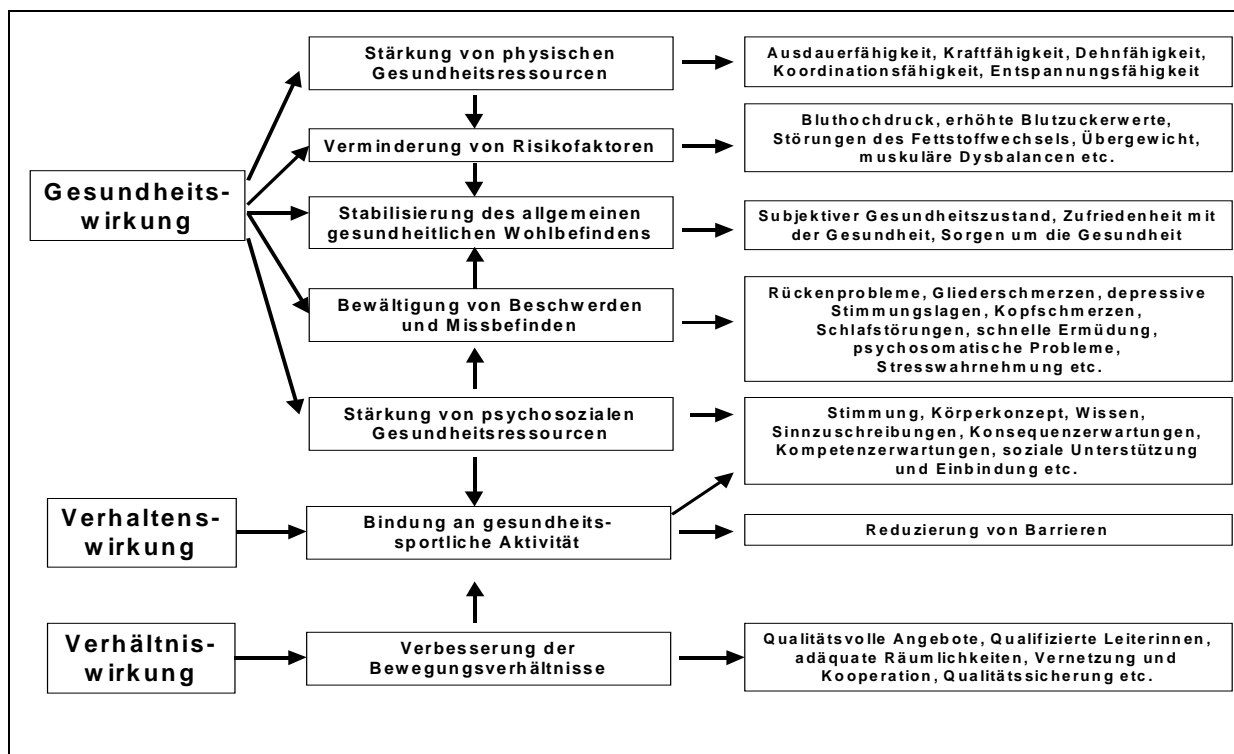 Stärkung von physischen
Gesundheitsressourcen
Ausdauerfähigkeit, Kraftfähigkeit, Dehnfähigkeit,
Koordinationsfähigkeit, Entspannungsfähigkeit
Verminderung von Risikofaktoren
Bluthochdruck, erhöhte Blutzuckerwerte,
Störungen des Fettstoffwechsels, Übergewicht,
muskuläre Dysbalancen etc.
Gesundheits-
wirkung
Stabilisierung des allgemeinen
gesundheitlichen Wohlbefindens
Subjektiver Gesundheitszustand, Zufriedenheit mit
der Gesundheit, Sorgen um die Gesundheit
Bewältigung von Beschwerden
und Missbefinden
Rückenprobleme, Gliederschmerzen, depressive
Stimmungslagen, Kopfschmerzen,
Schlafstörungen, schnelle Ermüdung,
psychosomatische Probleme,
Stresswahrnehmung etc.
Stärkung von psychosozialen
Gesundheitsressourcen
Stimmung, Körperkonzept, Wissen,
Sinnzuschreibungen, Konsequenzerwartungen,
Kompetenzerwartungen, soziale Unterstützung
und Einbindung etc.
Verhaltens-
wirkung
Bindung an gesundheits-
sportliche Aktivität
Reduzierung von Barrieren
Verhältnis-
wirkung
Verbesserung der
Bewegungsverhältnisse
Qualitätsvolle Angebote, Qualifizierte Leiterinnen,
adäquate Räumlichkeiten, Vernetzung und
Kooperation, Qualitätssicherung etc.